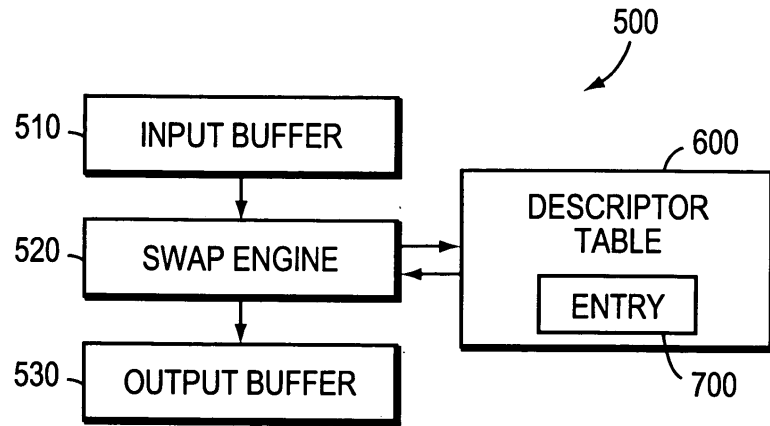 500
510
INPUT BUFFER
600
DESCRIPTOR
TABLE
520
SWAP ENGINE
ENTRY
530
OUTPUT BUFFER
700